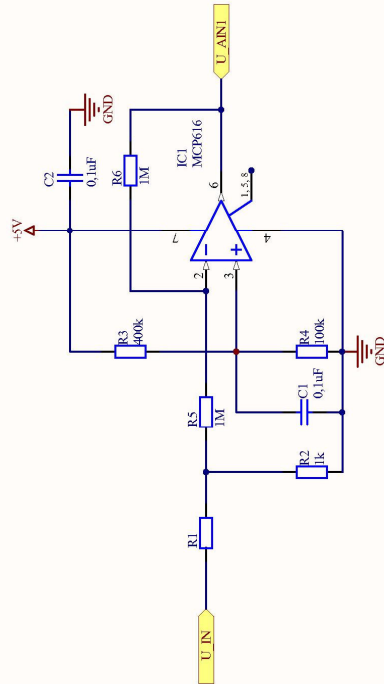 U_AIN1
GND
C2
0,1uF
R6
1M
IC1
MCP616
+5V
7
6
1, 5, 8
2
3
4
R3
400k
R4
100k
GND
C1
0,1uF
R5
1M
R2
1k
R1
U_IN